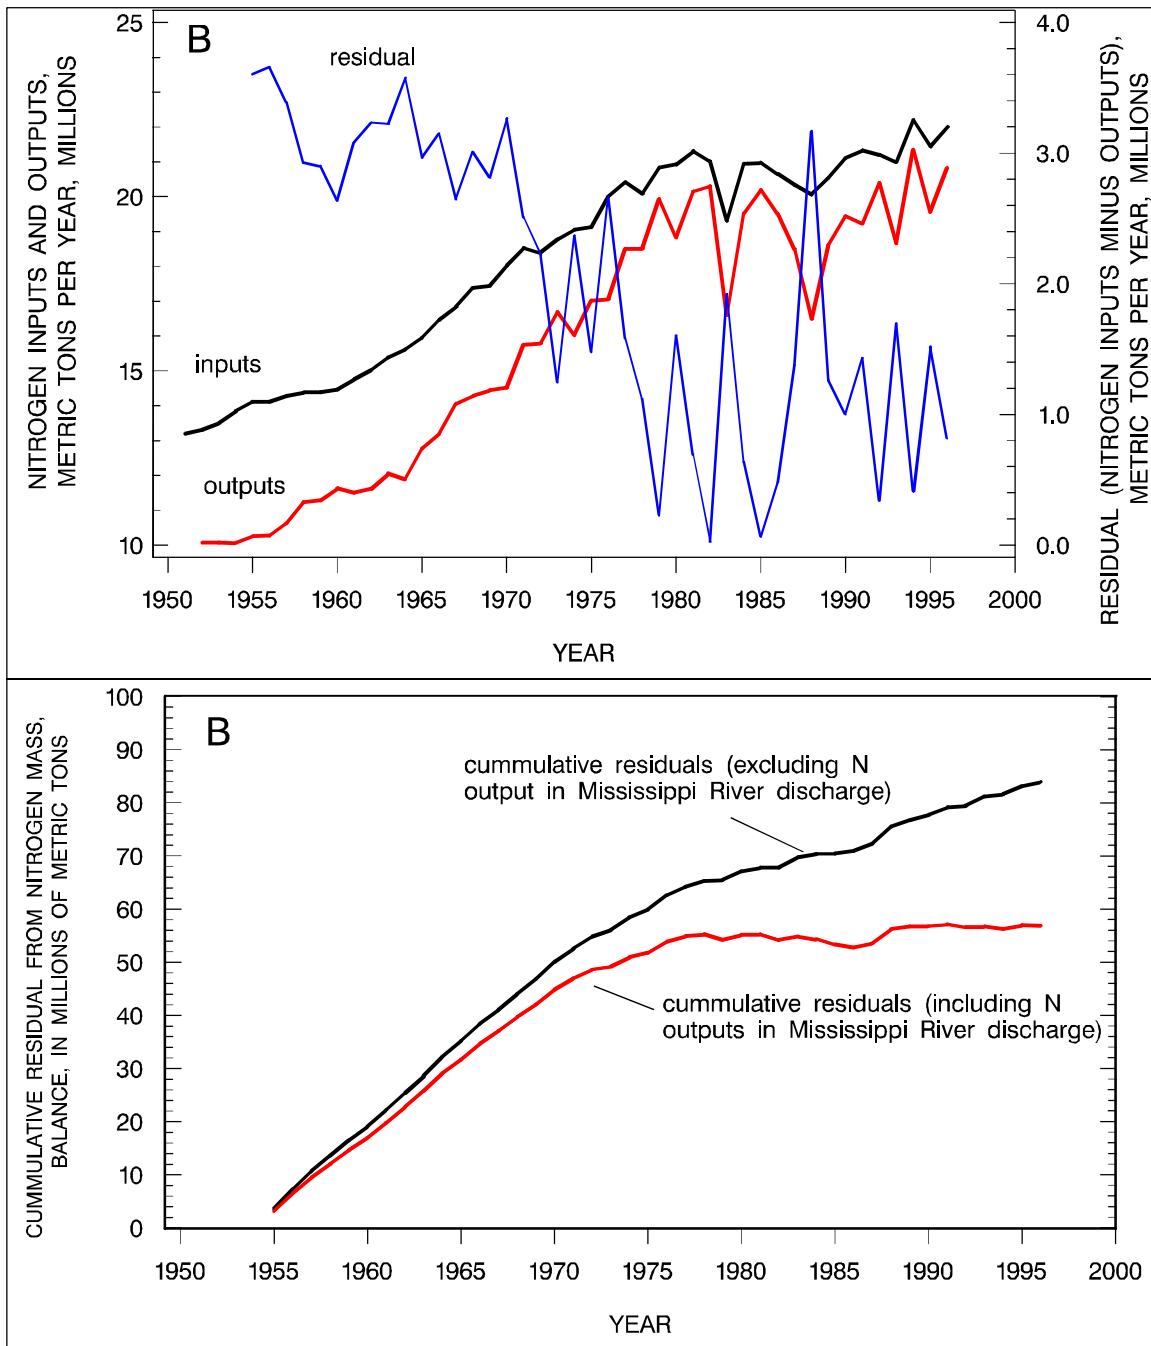 NITROGEN INPUTS AND OUTPUTS,
METRIC TONS PER YEAR, MILLIONS
25
20
15
10
B
residual
inputs
outputs
4.0
3.0
2.0
1.0
0.0
RESIDUAL (NITROGEN INPUTS MINUS OUTPUTS),
METRIC TONS PER YEAR, MILLIONS
1950 1955 1960 1965 1970 1975 1980 1985 1990 1995 2000
YEAR
CUMMULATIVE RESIDUAL FROM NITROGEN MASS,
BALANCE, IN MILLIONS OF METRIC TONS
100
90
80
70
60
50
40
30
20
10
0
B
cummulative residuals (excluding N
output in Mississippi River discharge)
cummulative residuals (including N
outputs in Mississippi River discharge)
1950 1955 1960 1965 1970 1975 1980 1985 1990 1995 2000
YEAR